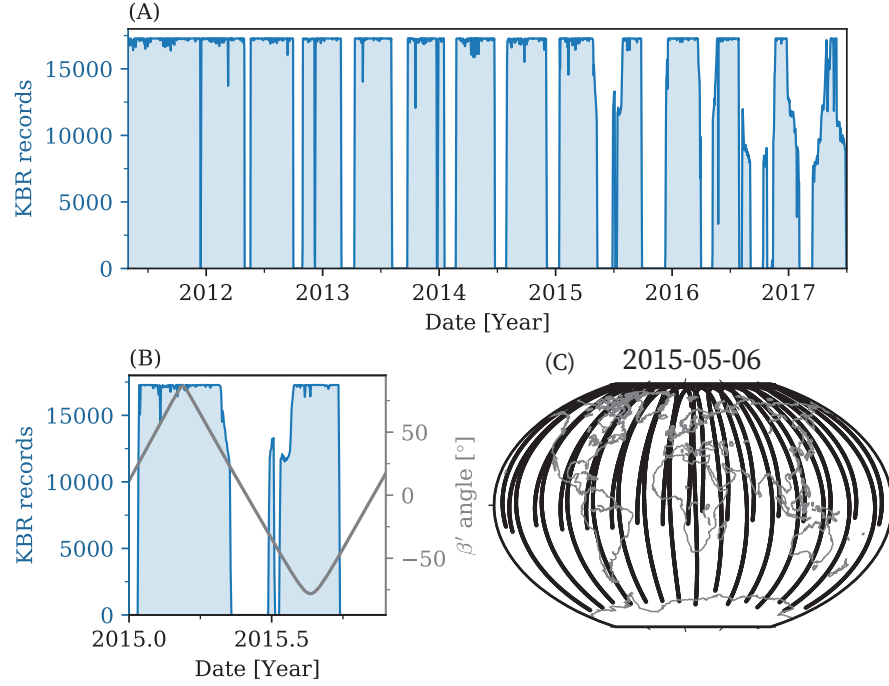 (A)
KBR records
15000
10000
5000
0
2012 2013 2014 2015 2016 2017
Date [Year]
(B)
KBR records
15000
10000
5000
0
50
0
−50
β′ angle [°]
2015.0 2015.5
Date [Year]
(C)
2015-05-06